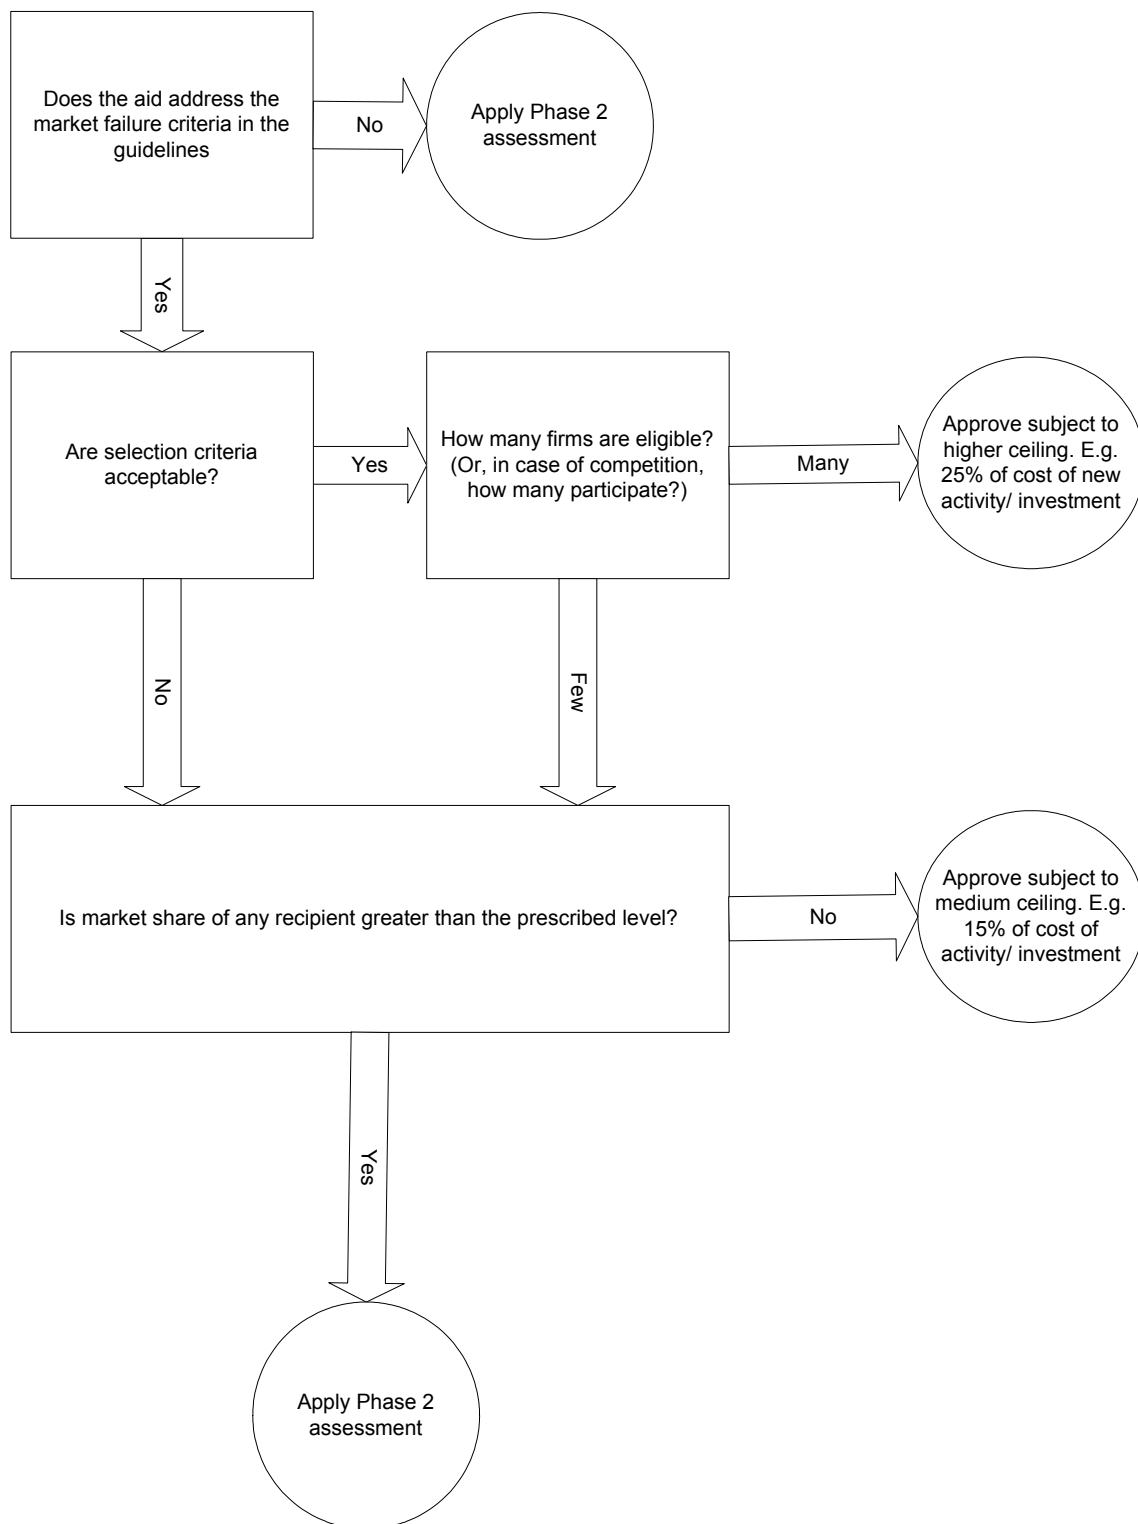 Does the aid address the
market failure criteria in the
guidelines
No
Apply Phase 2
assessment
Yes
Are selection criteria
acceptable?
Yes
How many firms are eligible?
(Or, in case of competition,
how many participate?)
Many
Approve subject to
higher ceiling. E.g.
25% of cost of new
activity/ investment
No
Few
Is market share of any recipient greater than the prescribed level?
No
Approve subject to
medium ceiling. E.g.
15% of cost of
activity/ investment
Yes
Apply Phase 2
assessment